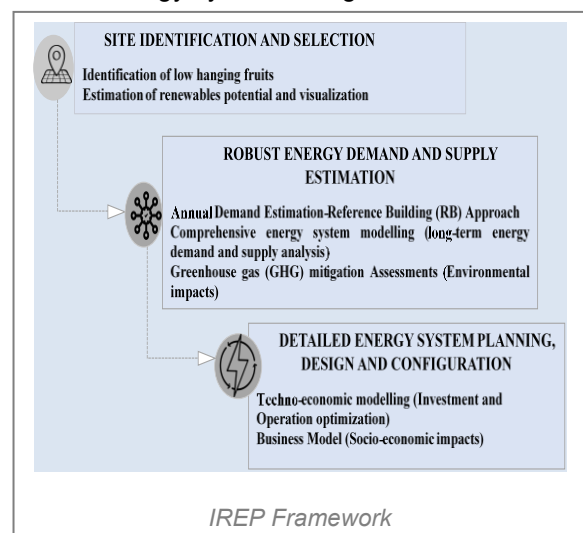 SITE IDENTIFICATION AND SELECTION
Identification of low hanging fruits
Estimation of renewables potential and visualization
ROBUST ENERGY DEMAND AND SUPPLY
ESTIMATION
Annual Demand Estimation-Reference Building (RB) Approach
Comprehensive energy system modelling (long-term energy
demand and supply analysis)
Greenhouse gas (GHG) mitigation Assessments (Environmental
impacts)
DETAILED ENERGY SYSTEM PLANNING,
DESIGN AND CONFIGURATION
Techno-economic modelling (Investment and
Operation optimization)
Business Model (Socio-economic impacts)
IREP Framework